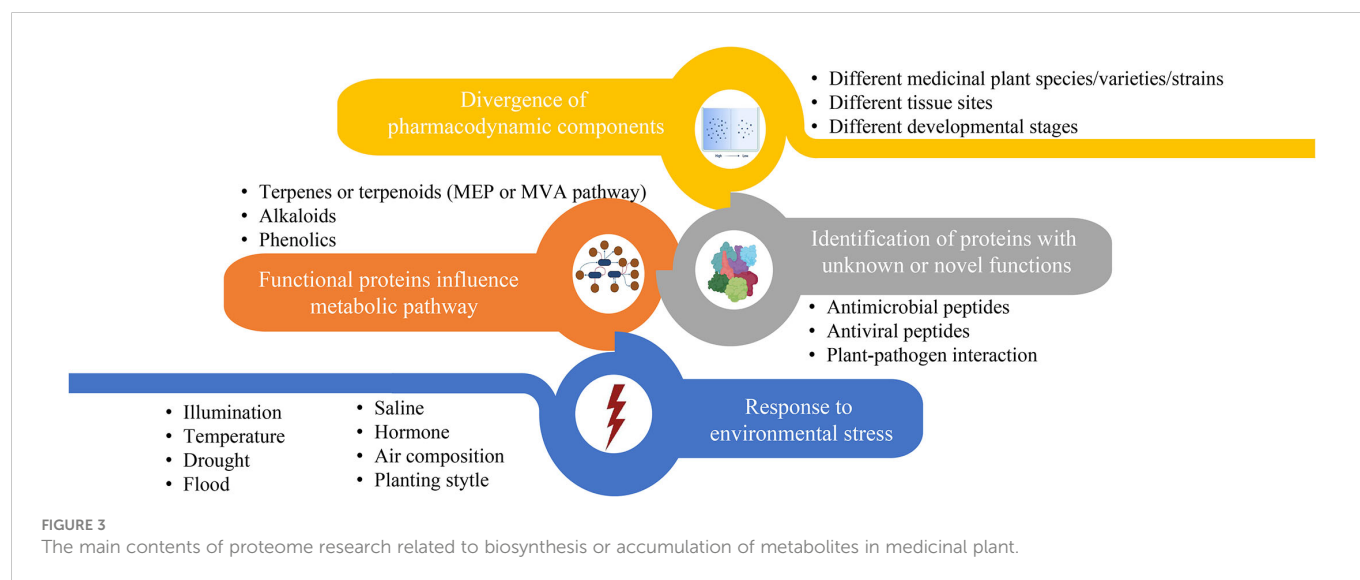 Divergence of
pharmacodynamic components
High
Low
• Different medicinal plant species/varieties/strains
• Different tissue sites
• Different developmental stages
• Terpenes or terpenoids (MEP or MVA pathway)
• Alkaloids
• Phenolics
Functional proteins influence
metabolic pathway
Identification of proteins with
unknown or novel functions
• Antimicrobial peptides
• Antiviral peptides
• Plant-pathogen interaction
• Illumination
• Temperature
• Drought
• Flood
• Saline
• Hormone
• Air composition
• Planting stytle
Response to
environmental stress
FIGURE 3
The main contents of proteome research related to biosynthesis or accumulation of metabolites in medicinal plant.